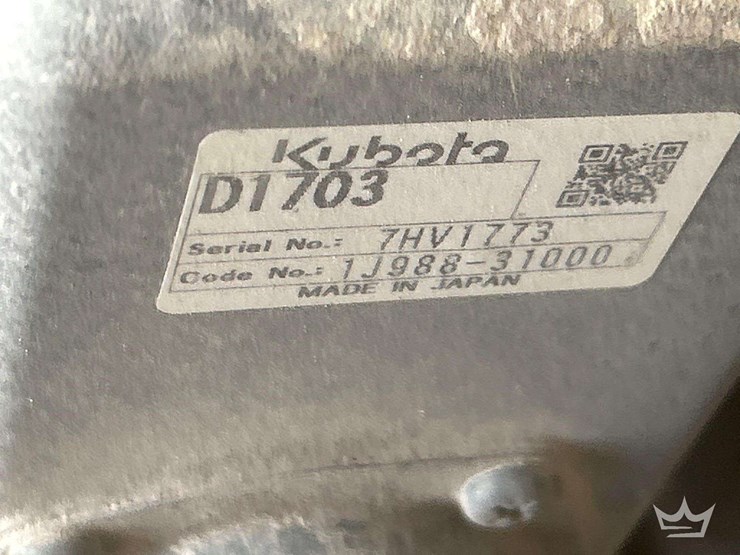 Kubota
D1703
Serial No.: 7HV1773
Code No.: 1J988-31000
MADE IN JAPAN